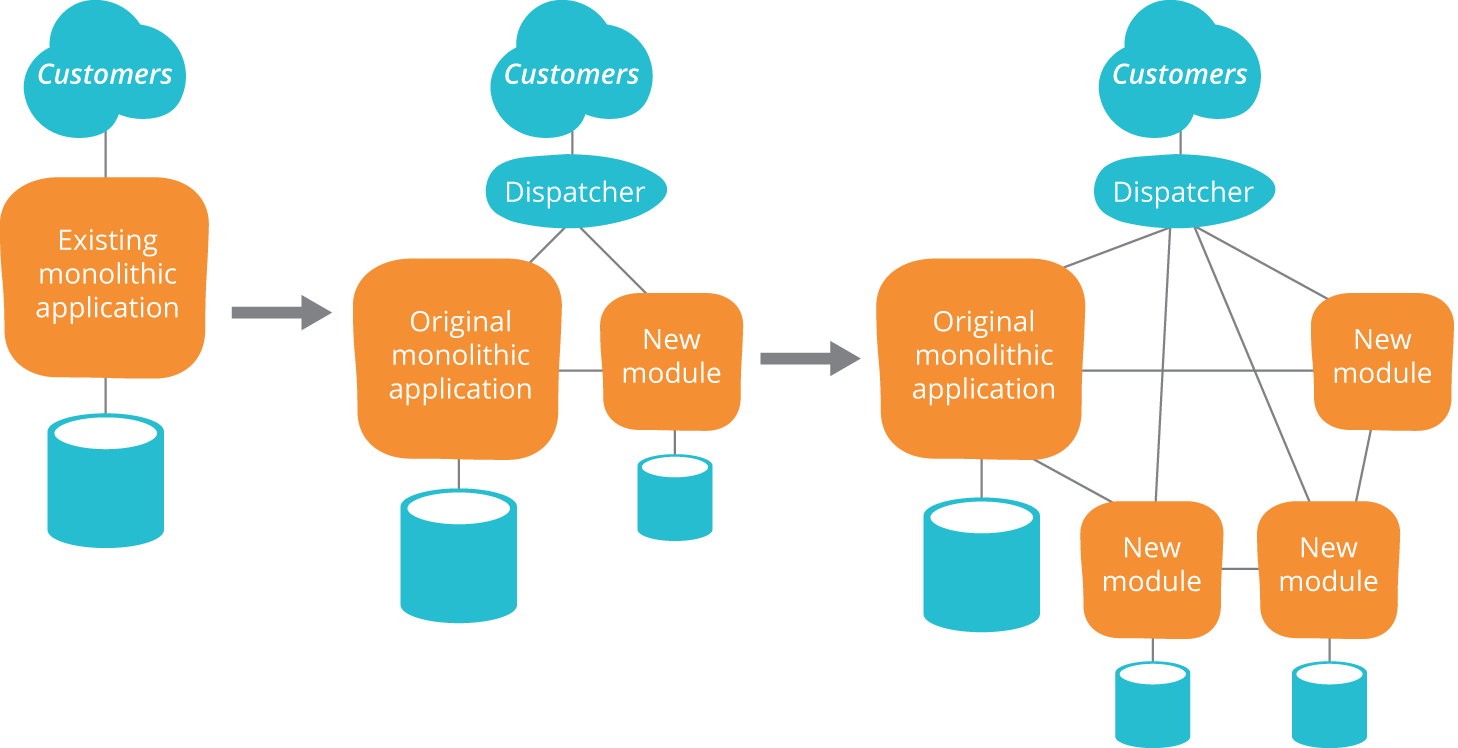 Customers
Existing
monolithic
application
Customers
Dispatcher
Original
monolithic
application
New
module
Customers
Dispatcher
Original
monolithic
application
New
module
New
module
New
module